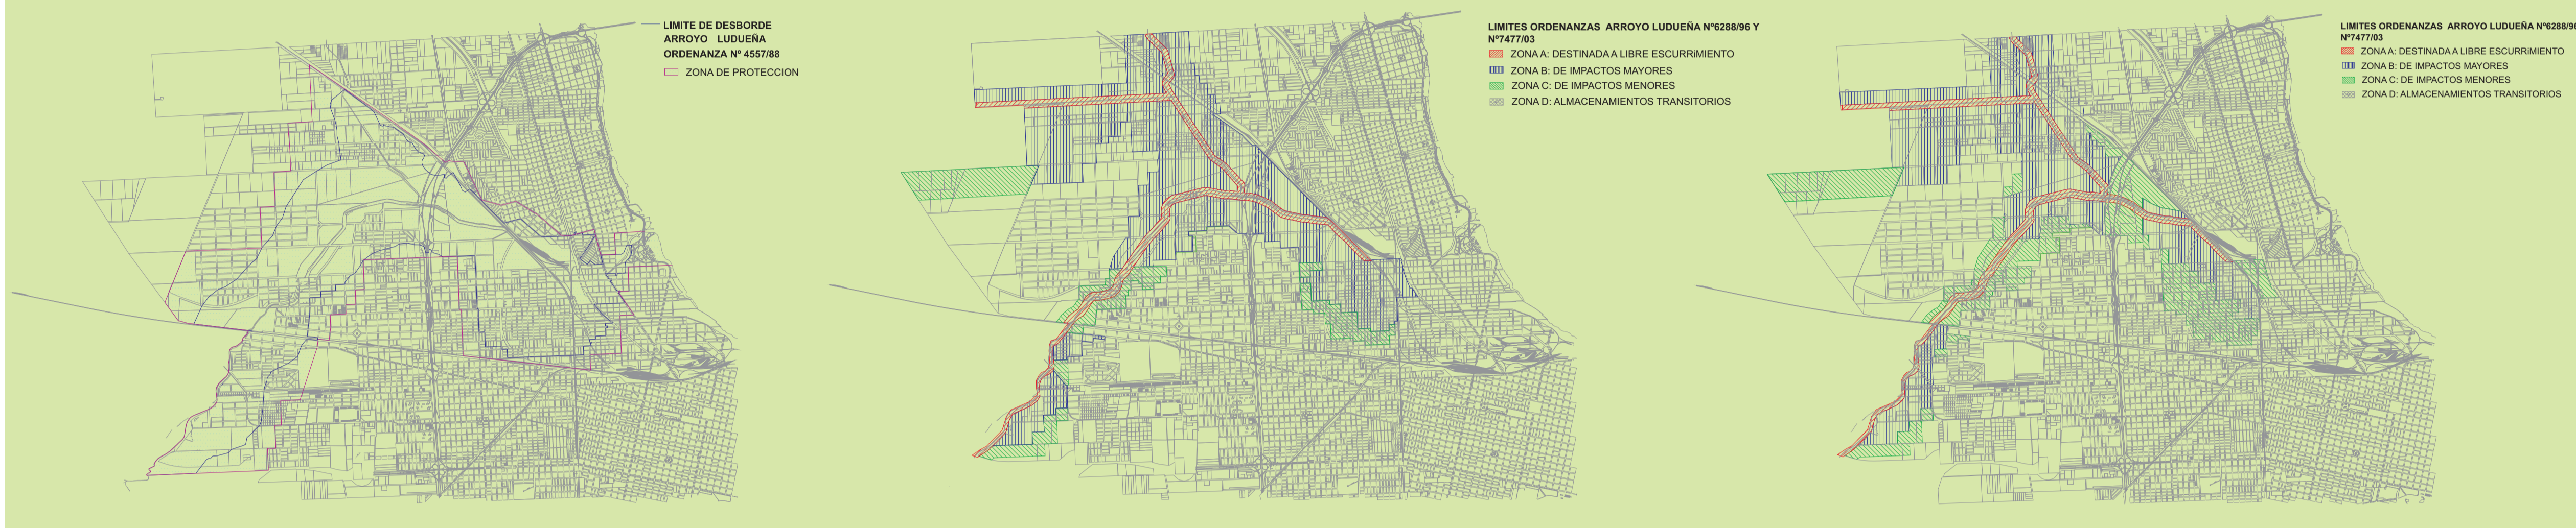 LIMITE DE DESBORDE
ARROYO LUDUEÑA
ORDENANZA Nº 4557/88
ZONA DE PROTECCION
LIMITES ORDENANZAS ARROYO LUDUEÑA Nº6288/96 Y
Nº7477/03
ZONA A: DESTINADA A LIBRE ESCURRiMIENTO
ZONA B: DE IMPACTOS MAYORES
ZONA C: DE IMPACTOS MENORES
ZONA D: ALMACENAMIENTOS TRANSITORIOS
LIMITES ORDENANZAS ARROYO LUDUEÑA Nº6288/96
Nº7477/03
ZONA A: DESTINADA A LIBRE ESCURRiMIENTO
ZONA B: DE IMPACTOS MAYORES
ZONA C: DE IMPACTOS MENORES
ZONA D: ALMACENAMIENTOS TRANSITORIOS